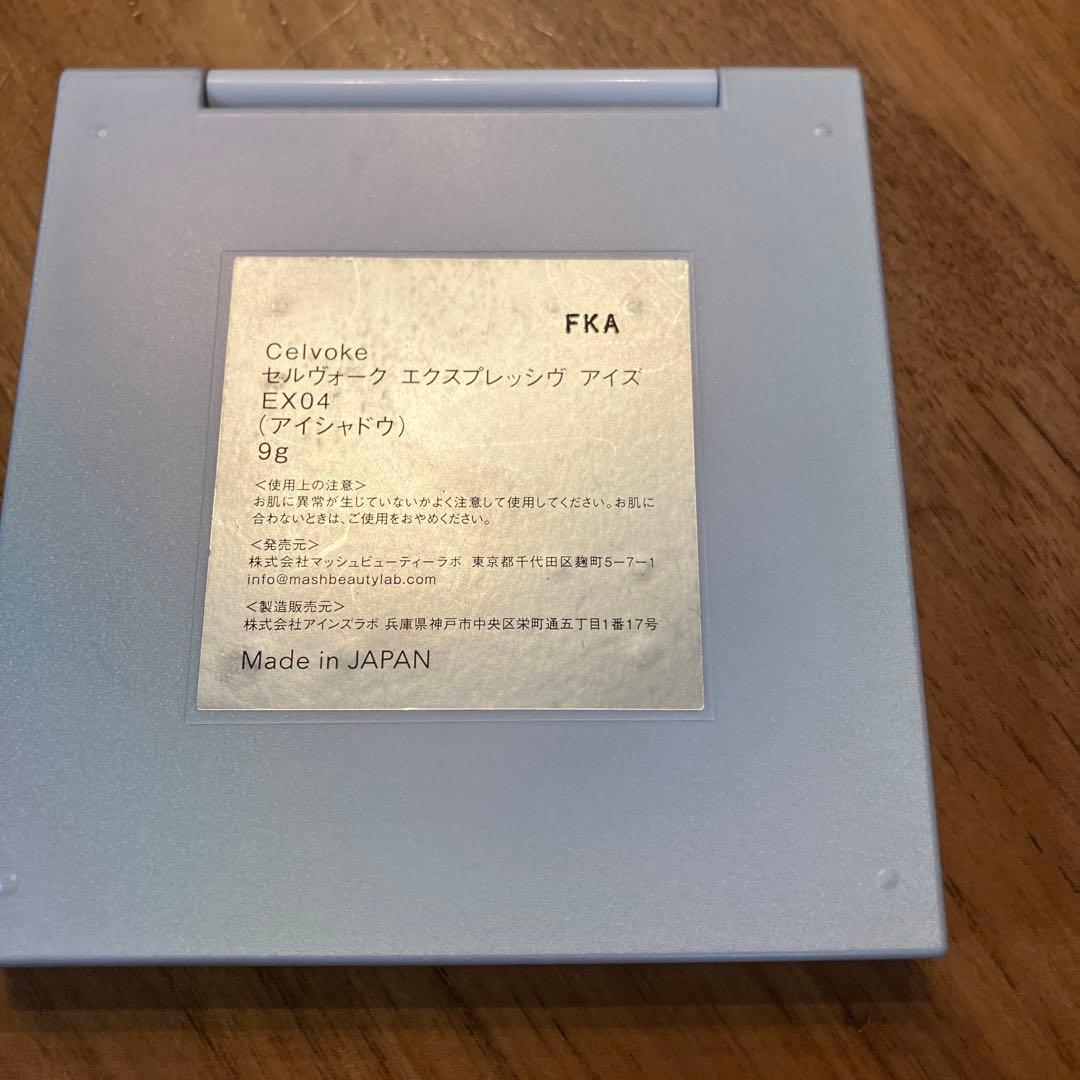 FKA
Celvoke
セルヴォーク エクスプレッシヴ アイズ
EX04
(アイシャドウ)
9g
＜使用上の注意＞
お肌に異常が生じていないかよく注意して使用してください。お肌に
合わないときは、ご使用をおやめください。
＜発売元＞
株式会社マッシュビューティーラボ 東京都千代田区麹町5-7-1
info@mashbeautylab.com
＜製造販売元＞
株式会社アインズラボ 兵庫県神戸市中央区栄町通五丁目1番17号
Made in JAPAN